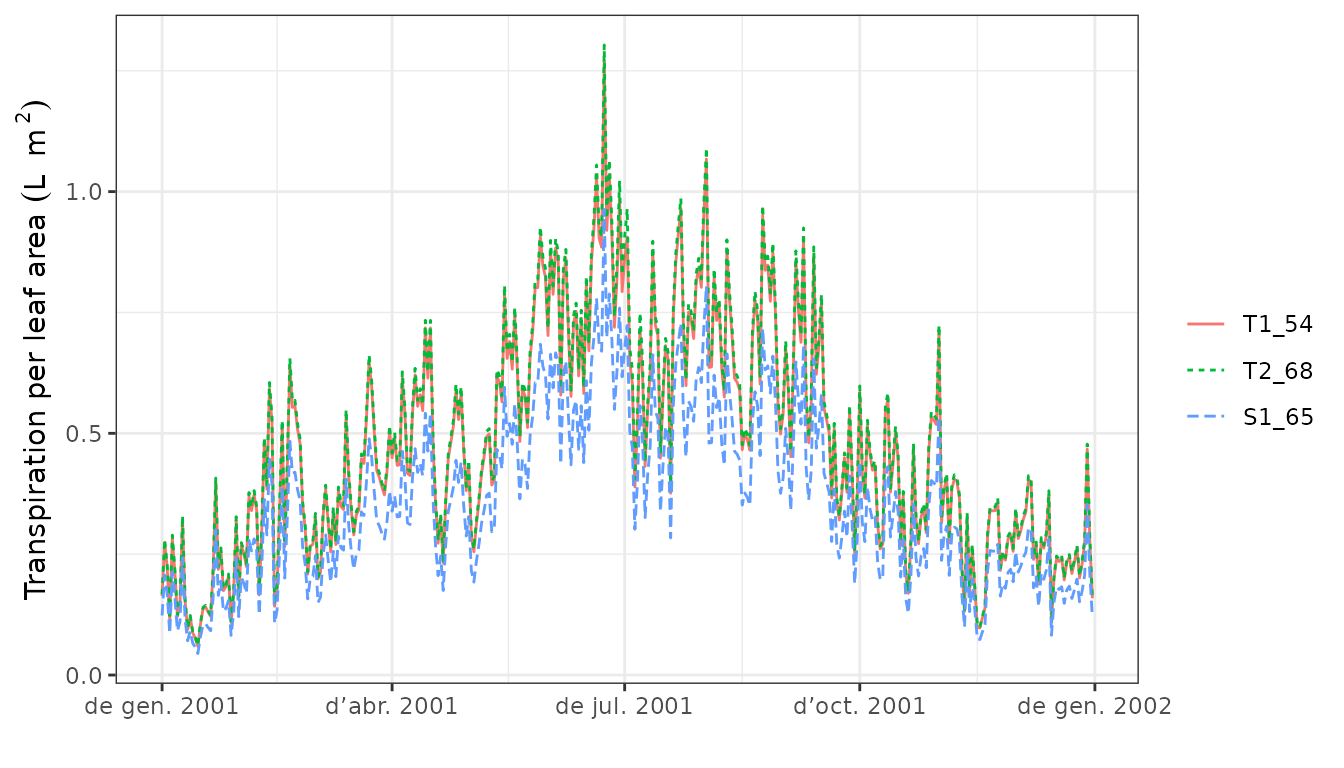 Transpiration per leaf area (L m²)
1.0
0.5
0.0
de gen. 2001 d’abr. 2001 de jul. 2001 d’oct. 2001 de gen. 2002
T1_54
T2_68
S1_65